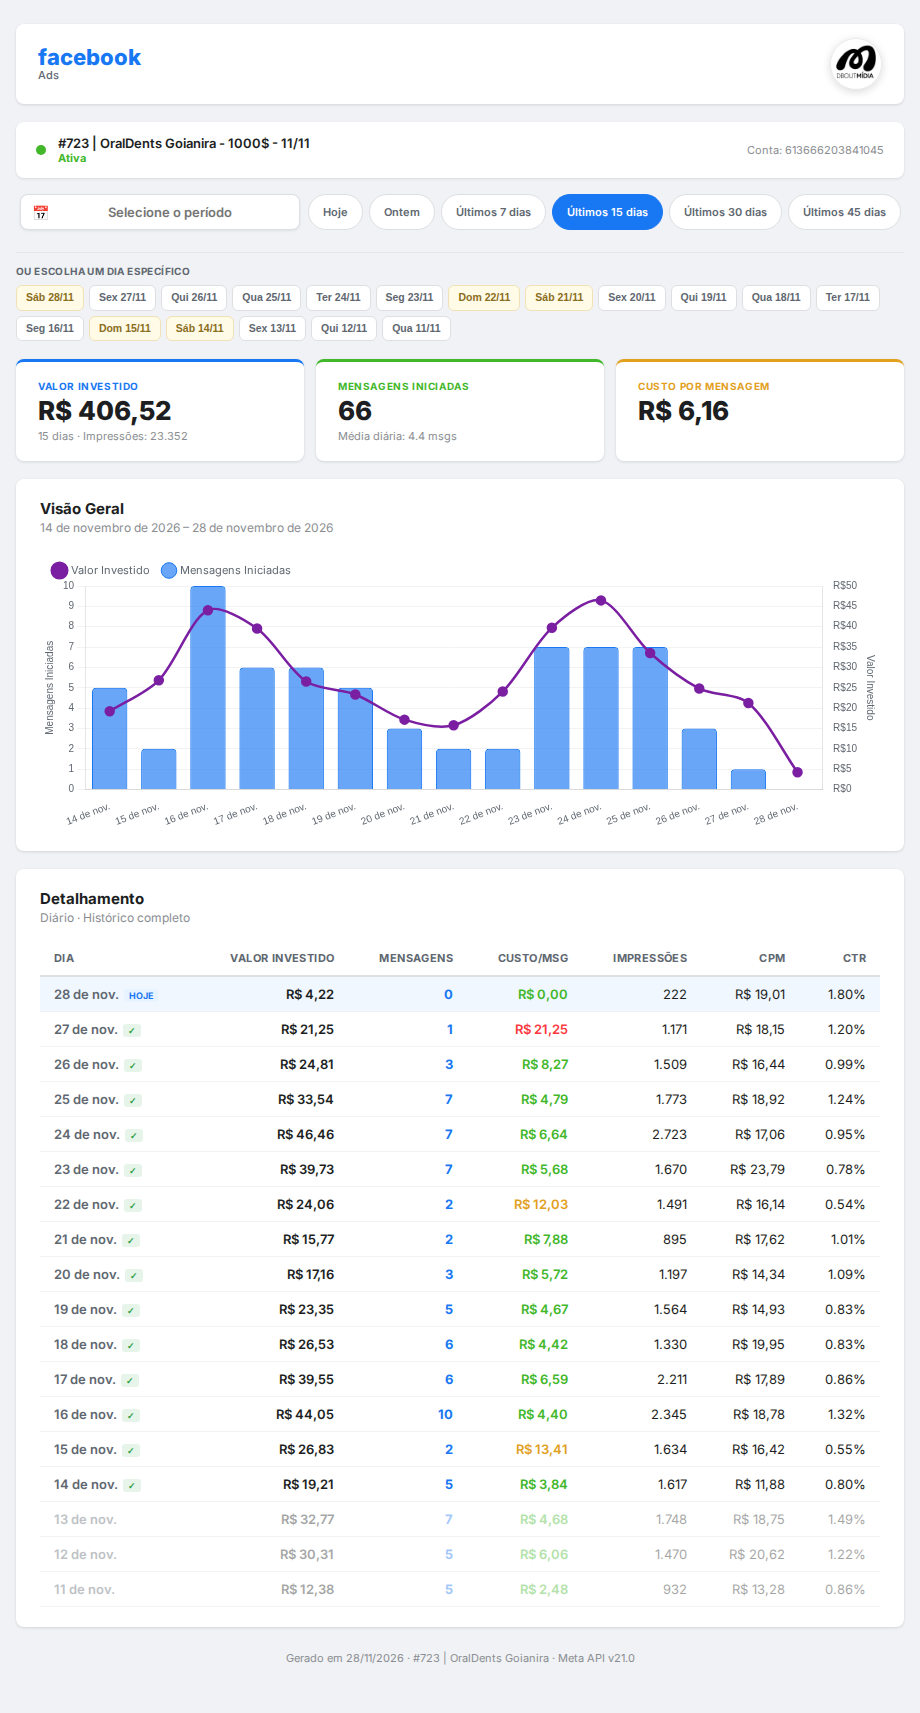 facebook
Ads
DBOUTMÍDIA
#723 | OralDents Goianira - 1000$ - 11/11
Ativa
Conta: 613666203841045
Selecione o período
Hoje
Ontem
Últimos 7 dias
Últimos 15 dias
Últimos 30 dias
Últimos 45 dias
OU ESCOLHA UM DIA ESPECÍFICO
Sáb 28/11 Sex 27/11 Qui 26/11 Qua 25/11 Ter 24/11 Seg 23/11 Dom 22/11 Sáb 21/11 Sex 20/11 Qui 19/11 Qua 18/11 Ter 17/11
Seg 16/11 Dom 15/11 Sáb 14/11 Sex 13/11 Qui 12/11 Qua 11/11
VALOR INVESTIDO
R$ 406,52
15 dias · Impressões: 23.352
MENSAGENS INICIADAS
66
Média diária: 4.4 msgs
CUSTO POR MENSAGEM
R$ 6,16
Visão Geral
14 de novembro de 2026 – 28 de novembro de 2026
Valor Investido Mensagens Iniciadas
Mensagens Iniciadas
10
9
8
7
6
5
4
3
2
1
0
R$50
R$45
R$40
R$35
R$30
R$25
R$20
R$15
R$10
R$5
R$0
Valor Investido
14 de nov. 15 de nov. 16 de nov. 17 de nov. 18 de nov. 19 de nov. 20 de nov. 21 de nov. 22 de nov. 23 de nov. 24 de nov. 25 de nov. 26 de nov. 27 de nov. 28 de nov.
Detalhamento
Diário · Histórico completo
DIA VALOR INVESTIDO MENSAGENS CUSTO/MSG IMPRESSÕES CPM CTR
28 de nov. HOJE R$ 4,22 0 R$ 0,00 222 R$ 19,01 1.80%
27 de nov. ✓ R$ 21,25 1 R$ 21,25 1.171 R$ 18,15 1.20%
26 de nov. ✓ R$ 24,81 3 R$ 8,27 1.509 R$ 16,44 0.99%
25 de nov. ✓ R$ 33,54 7 R$ 4,79 1.773 R$ 18,92 1.24%
24 de nov. ✓ R$ 46,46 7 R$ 6,64 2.723 R$ 17,06 0.95%
23 de nov. ✓ R$ 39,73 7 R$ 5,68 1.670 R$ 23,79 0.78%
22 de nov. ✓ R$ 24,06 2 R$ 12,03 1.491 R$ 16,14 0.54%
21 de nov. ✓ R$ 15,77 2 R$ 7,88 895 R$ 17,62 1.01%
20 de nov. ✓ R$ 17,16 3 R$ 5,72 1.197 R$ 14,34 1.09%
19 de nov. ✓ R$ 23,35 5 R$ 4,67 1.564 R$ 14,93 0.83%
18 de nov. ✓ R$ 26,53 6 R$ 4,42 1.330 R$ 19,95 0.83%
17 de nov. ✓ R$ 39,55 6 R$ 6,59 2.211 R$ 17,89 0.86%
16 de nov. ✓ R$ 44,05 10 R$ 4,40 2.345 R$ 18,78 1.32%
15 de nov. ✓ R$ 26,83 2 R$ 13,41 1.634 R$ 16,42 0.55%
14 de nov. ✓ R$ 19,21 5 R$ 3,84 1.617 R$ 11,88 0.80%
13 de nov. R$ 32,77 7 R$ 4,68 1.748 R$ 18,75 1.49%
12 de nov. R$ 30,31 5 R$ 6,06 1.470 R$ 20,62 1.22%
11 de nov. R$ 12,38 5 R$ 2,48 932 R$ 13,28 0.86%
Gerado em 28/11/2026 · #723 | OralDents Goianira · Meta API v21.0